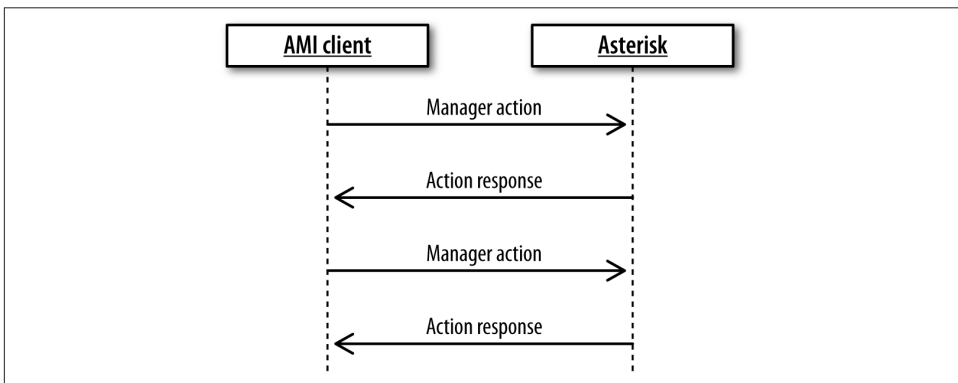 AMI client
Asterisk
Manager action
Action response
Manager action
Action response